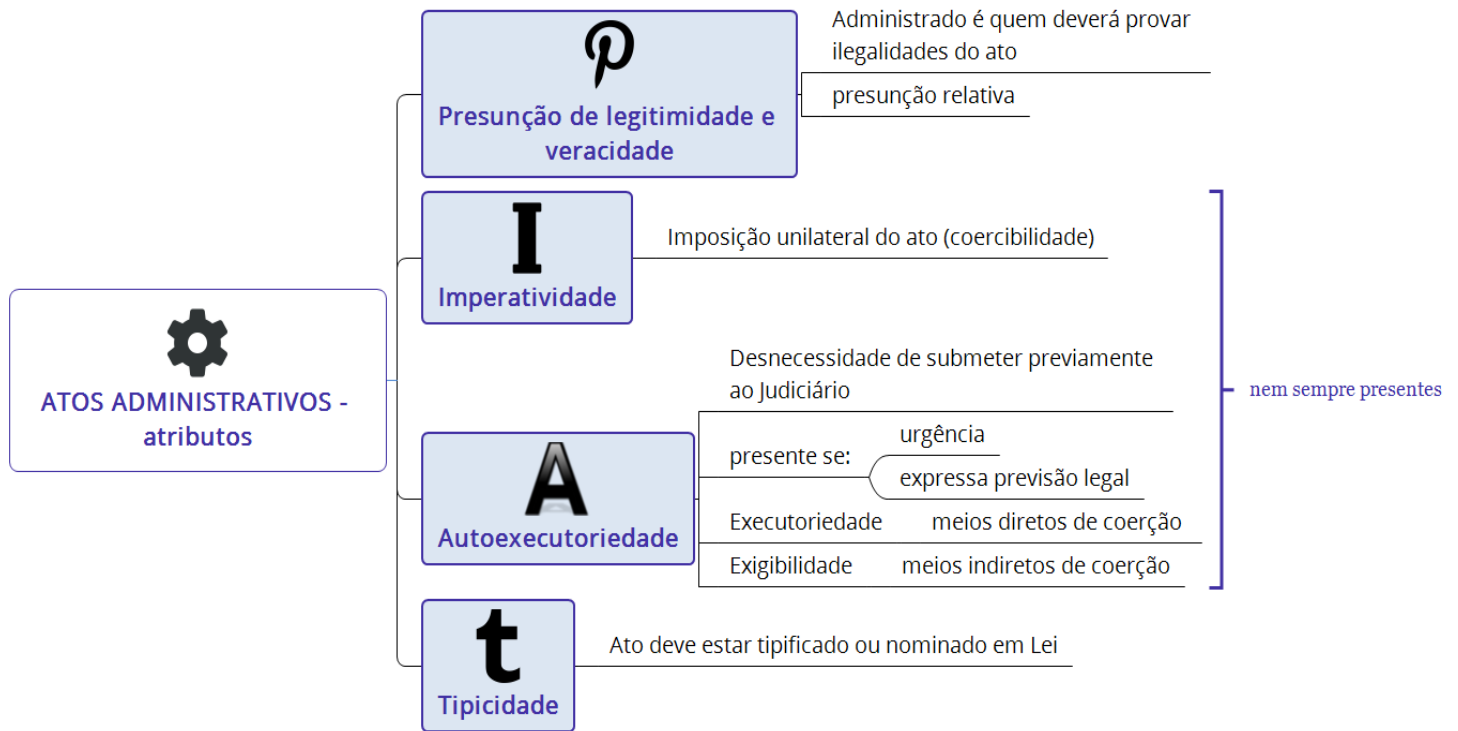 ATOS ADMINISTRATIVOS -
atributos
P
Presunção de legitimidade e
veracidade
Administrado é quem deverá provar
ilegalidades do ato
presunção relativa
I
Imperatividade
Imposição unilateral do ato (coercibilidade)
A
Autoexecutoriedade
Desnecessidade de submeter previamente
ao Judiciário
presente se:
urgência
expressa previsão legal
Executoriedade meios diretos de coerção
Exigibilidade meios indiretos de coerção
nem sempre presentes
t
Tipicidade
Ato deve estar tipificado ou nominado em Lei